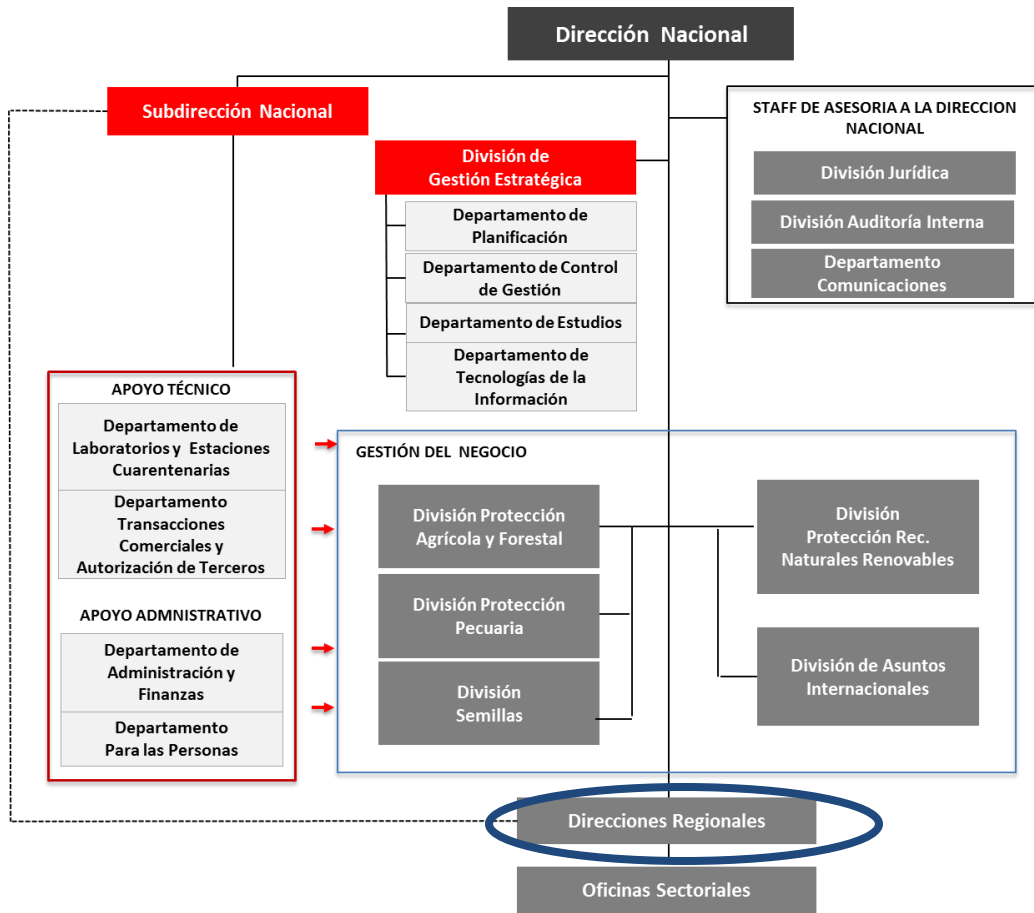 Dirección Nacional
Subdirección Nacional
STAFF DE ASESORIA A LA DIRECCION
NACIONAL
División Jurídica
División Auditoría Interna
Departamento
Comunicaciones
División de
Gestión Estratégica
Departamento de
Planificación
Departamento de Control
de Gestión
Departamento de Estudios
Departamento de
Tecnologías de la
Información
APOYO TÉCNICO
Departamento de
Laboratorios y Estaciones
Cuarentenarias
Departamento
Transacciones
Comerciales y
Autorización de Terceros
APOYO ADMNISTRATIVO
Departamento de
Administración y
Finanzas
Departamento
Para las Personas
GESTIÓN DEL NEGOCIO
División Protección
Agrícola y Forestal
División Protección
Pecuaria
División
Semillas
División
Protección Rec.
Naturales Renovables
División de Asuntos
Internacionales
Direcciones Regionales
Oficinas Sectoriales